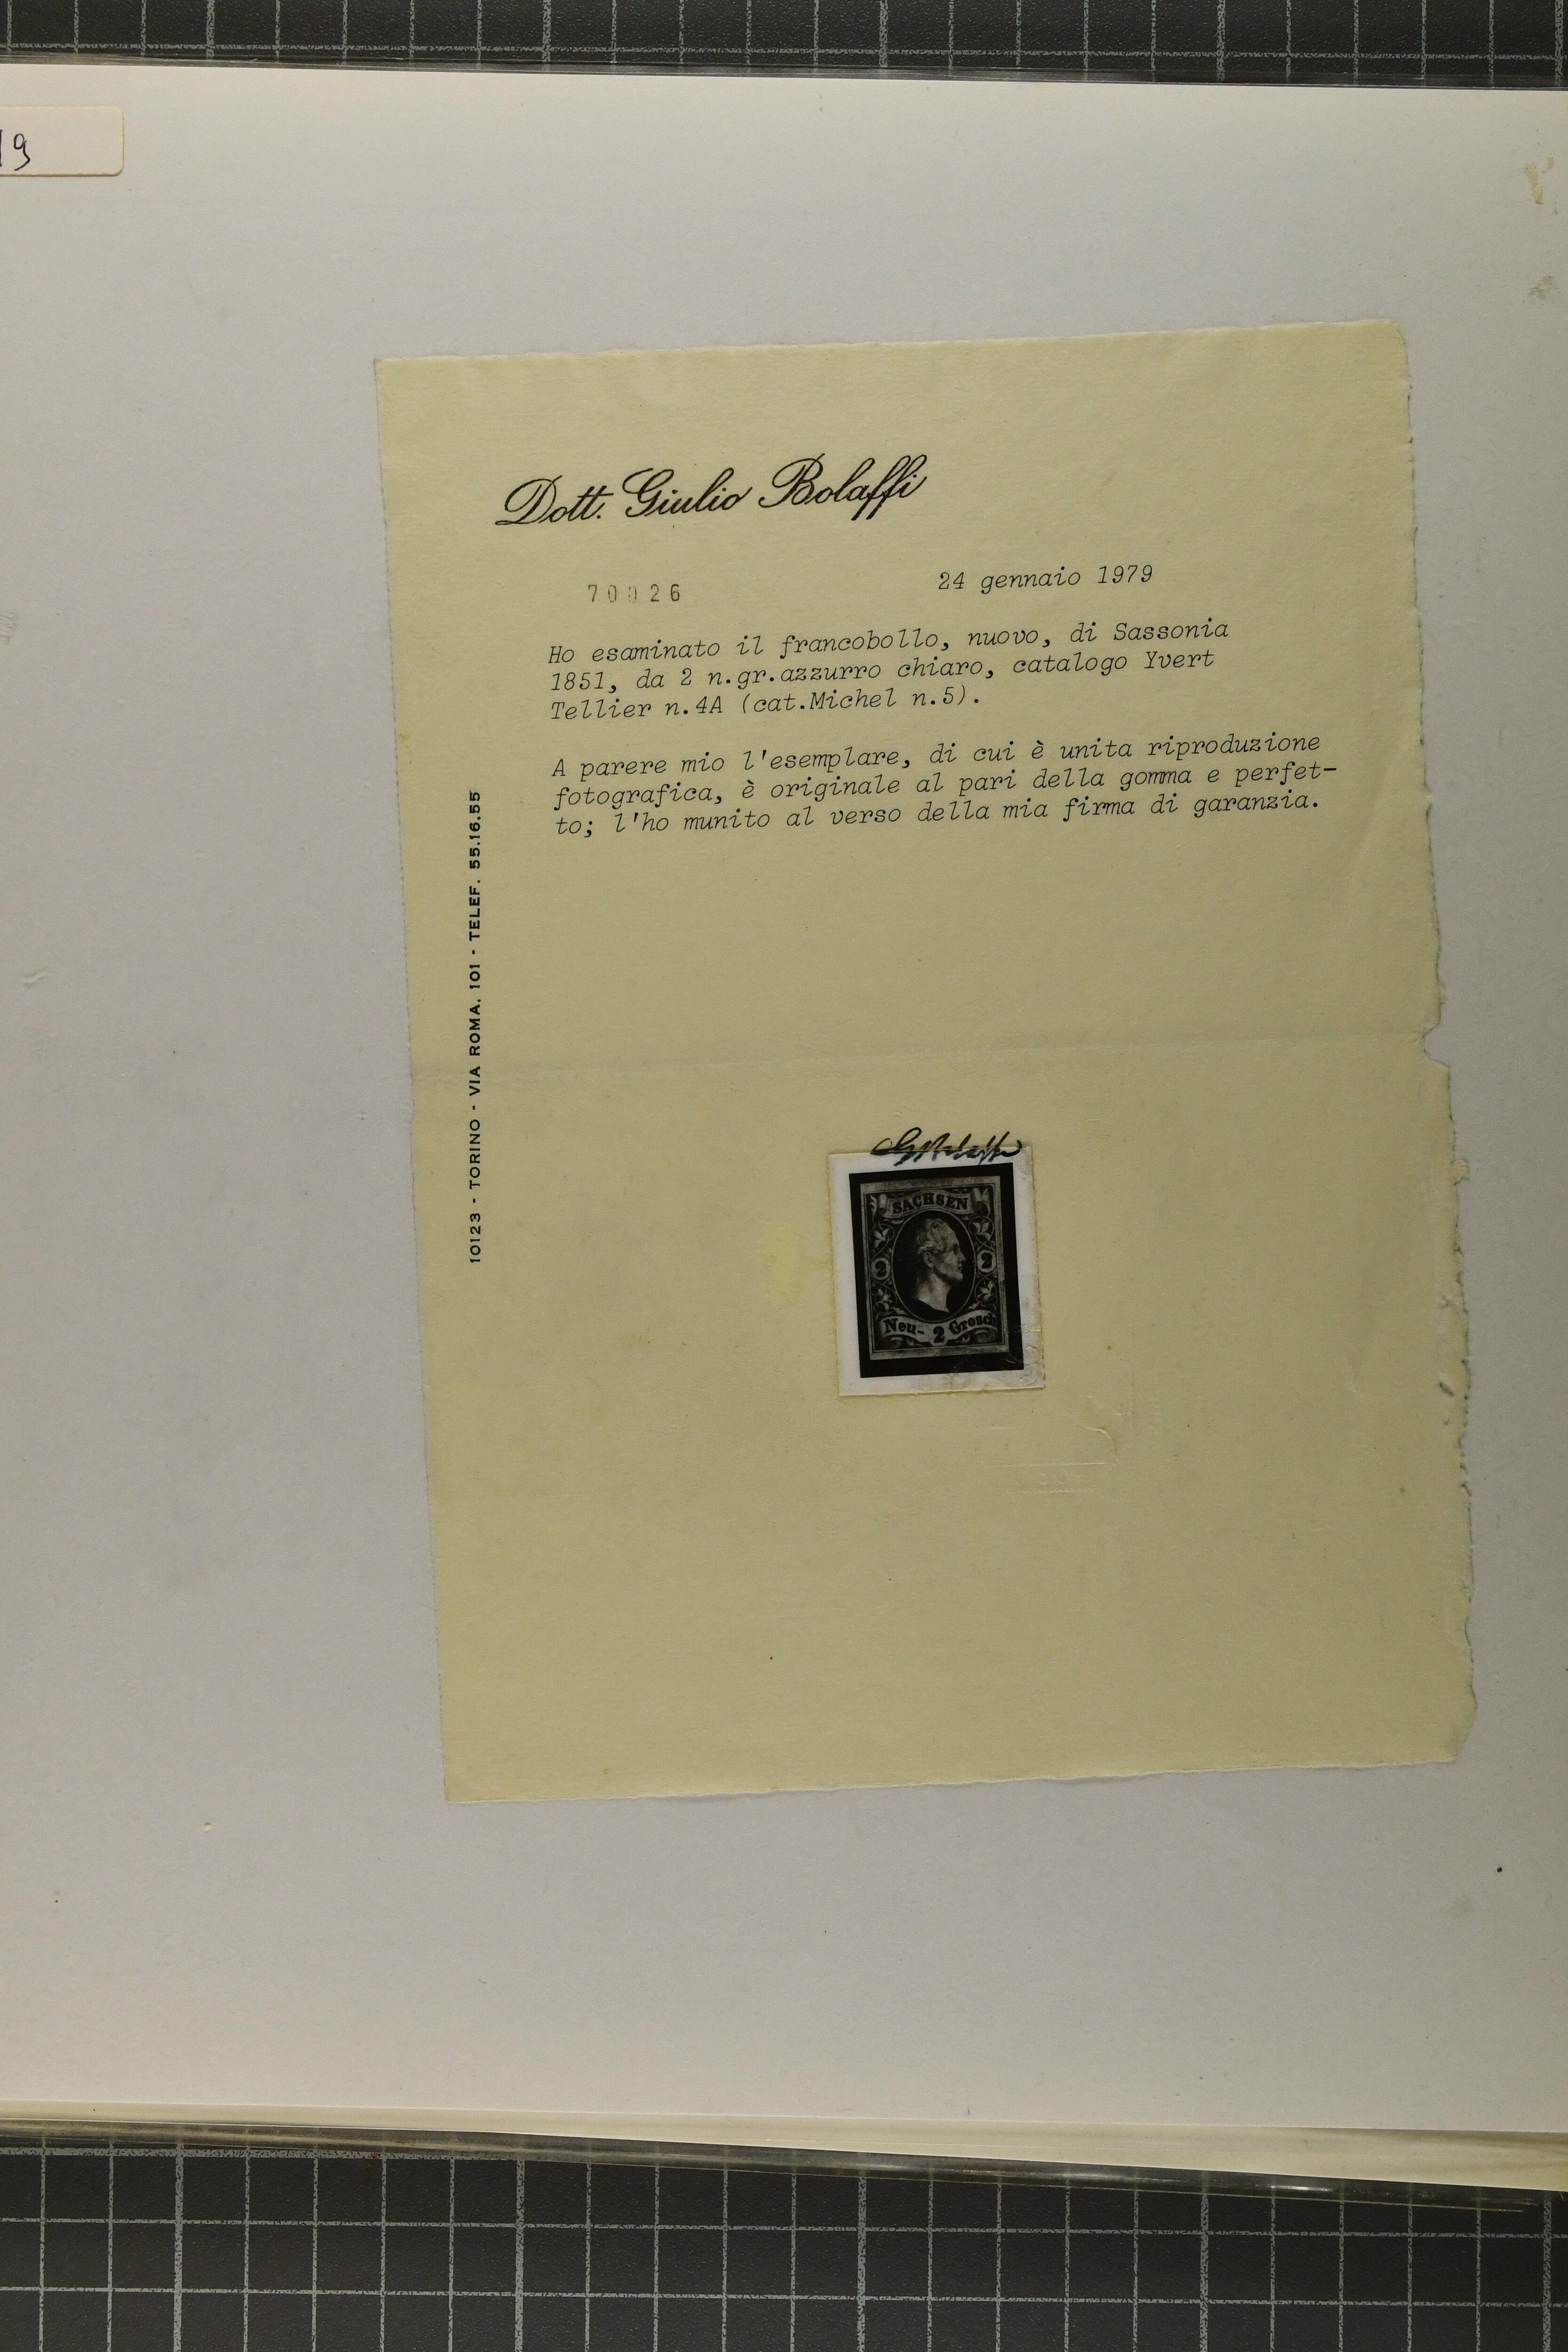 19
Dott. Giulio Bolaffi
70926
24 gennaio 1979
Ho esaminato il francobollo, nuovo, di Sassonia
1851, da 2 n.gr.azzurro chiaro, catalogo Yvert
Tellier n.4A (cat.Michel n.5).
A parere mio l'esemplare, di cui è unita riproduzione
fotografica, è originale al pari della gomma e perfet-
to; l'ho munito al verso della mia firma di garanzia.
10123 - TORINO - VIA ROMA, 101 - TELEF. 55.16.55
GBolaffi
SACHSEN
2 2
Neu- 2 Grosch